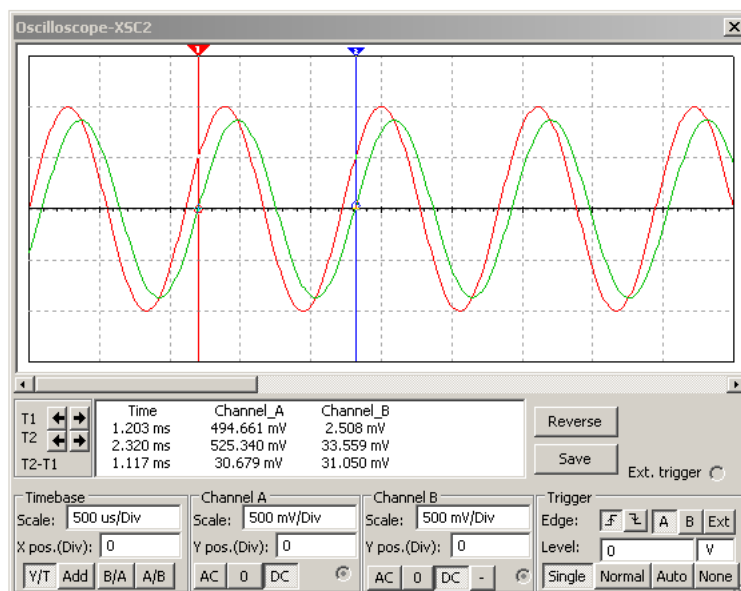 Oscilloscope-XSC2
1
2
Time Channel_A Channel_B
T1 1.203 ms 494.661 mV 2.508 mV
T2 2.320 ms 525.340 mV 33.559 mV
T2-T1 1.117 ms 30.679 mV 31.050 mV
Reverse
Save
Ext. trigger
Timebase
Scale: 500 us/Div
X pos.(Div): 0
Y/T Add B/A A/B
Channel A
Scale: 500 mV/Div
Y pos.(Div): 0
AC 0 DC
Channel B
Scale: 500 mV/Div
Y pos.(Div): 0
AC 0 DC -
Trigger
Edge: A B Ext
Level: 0 V
Single Normal Auto None